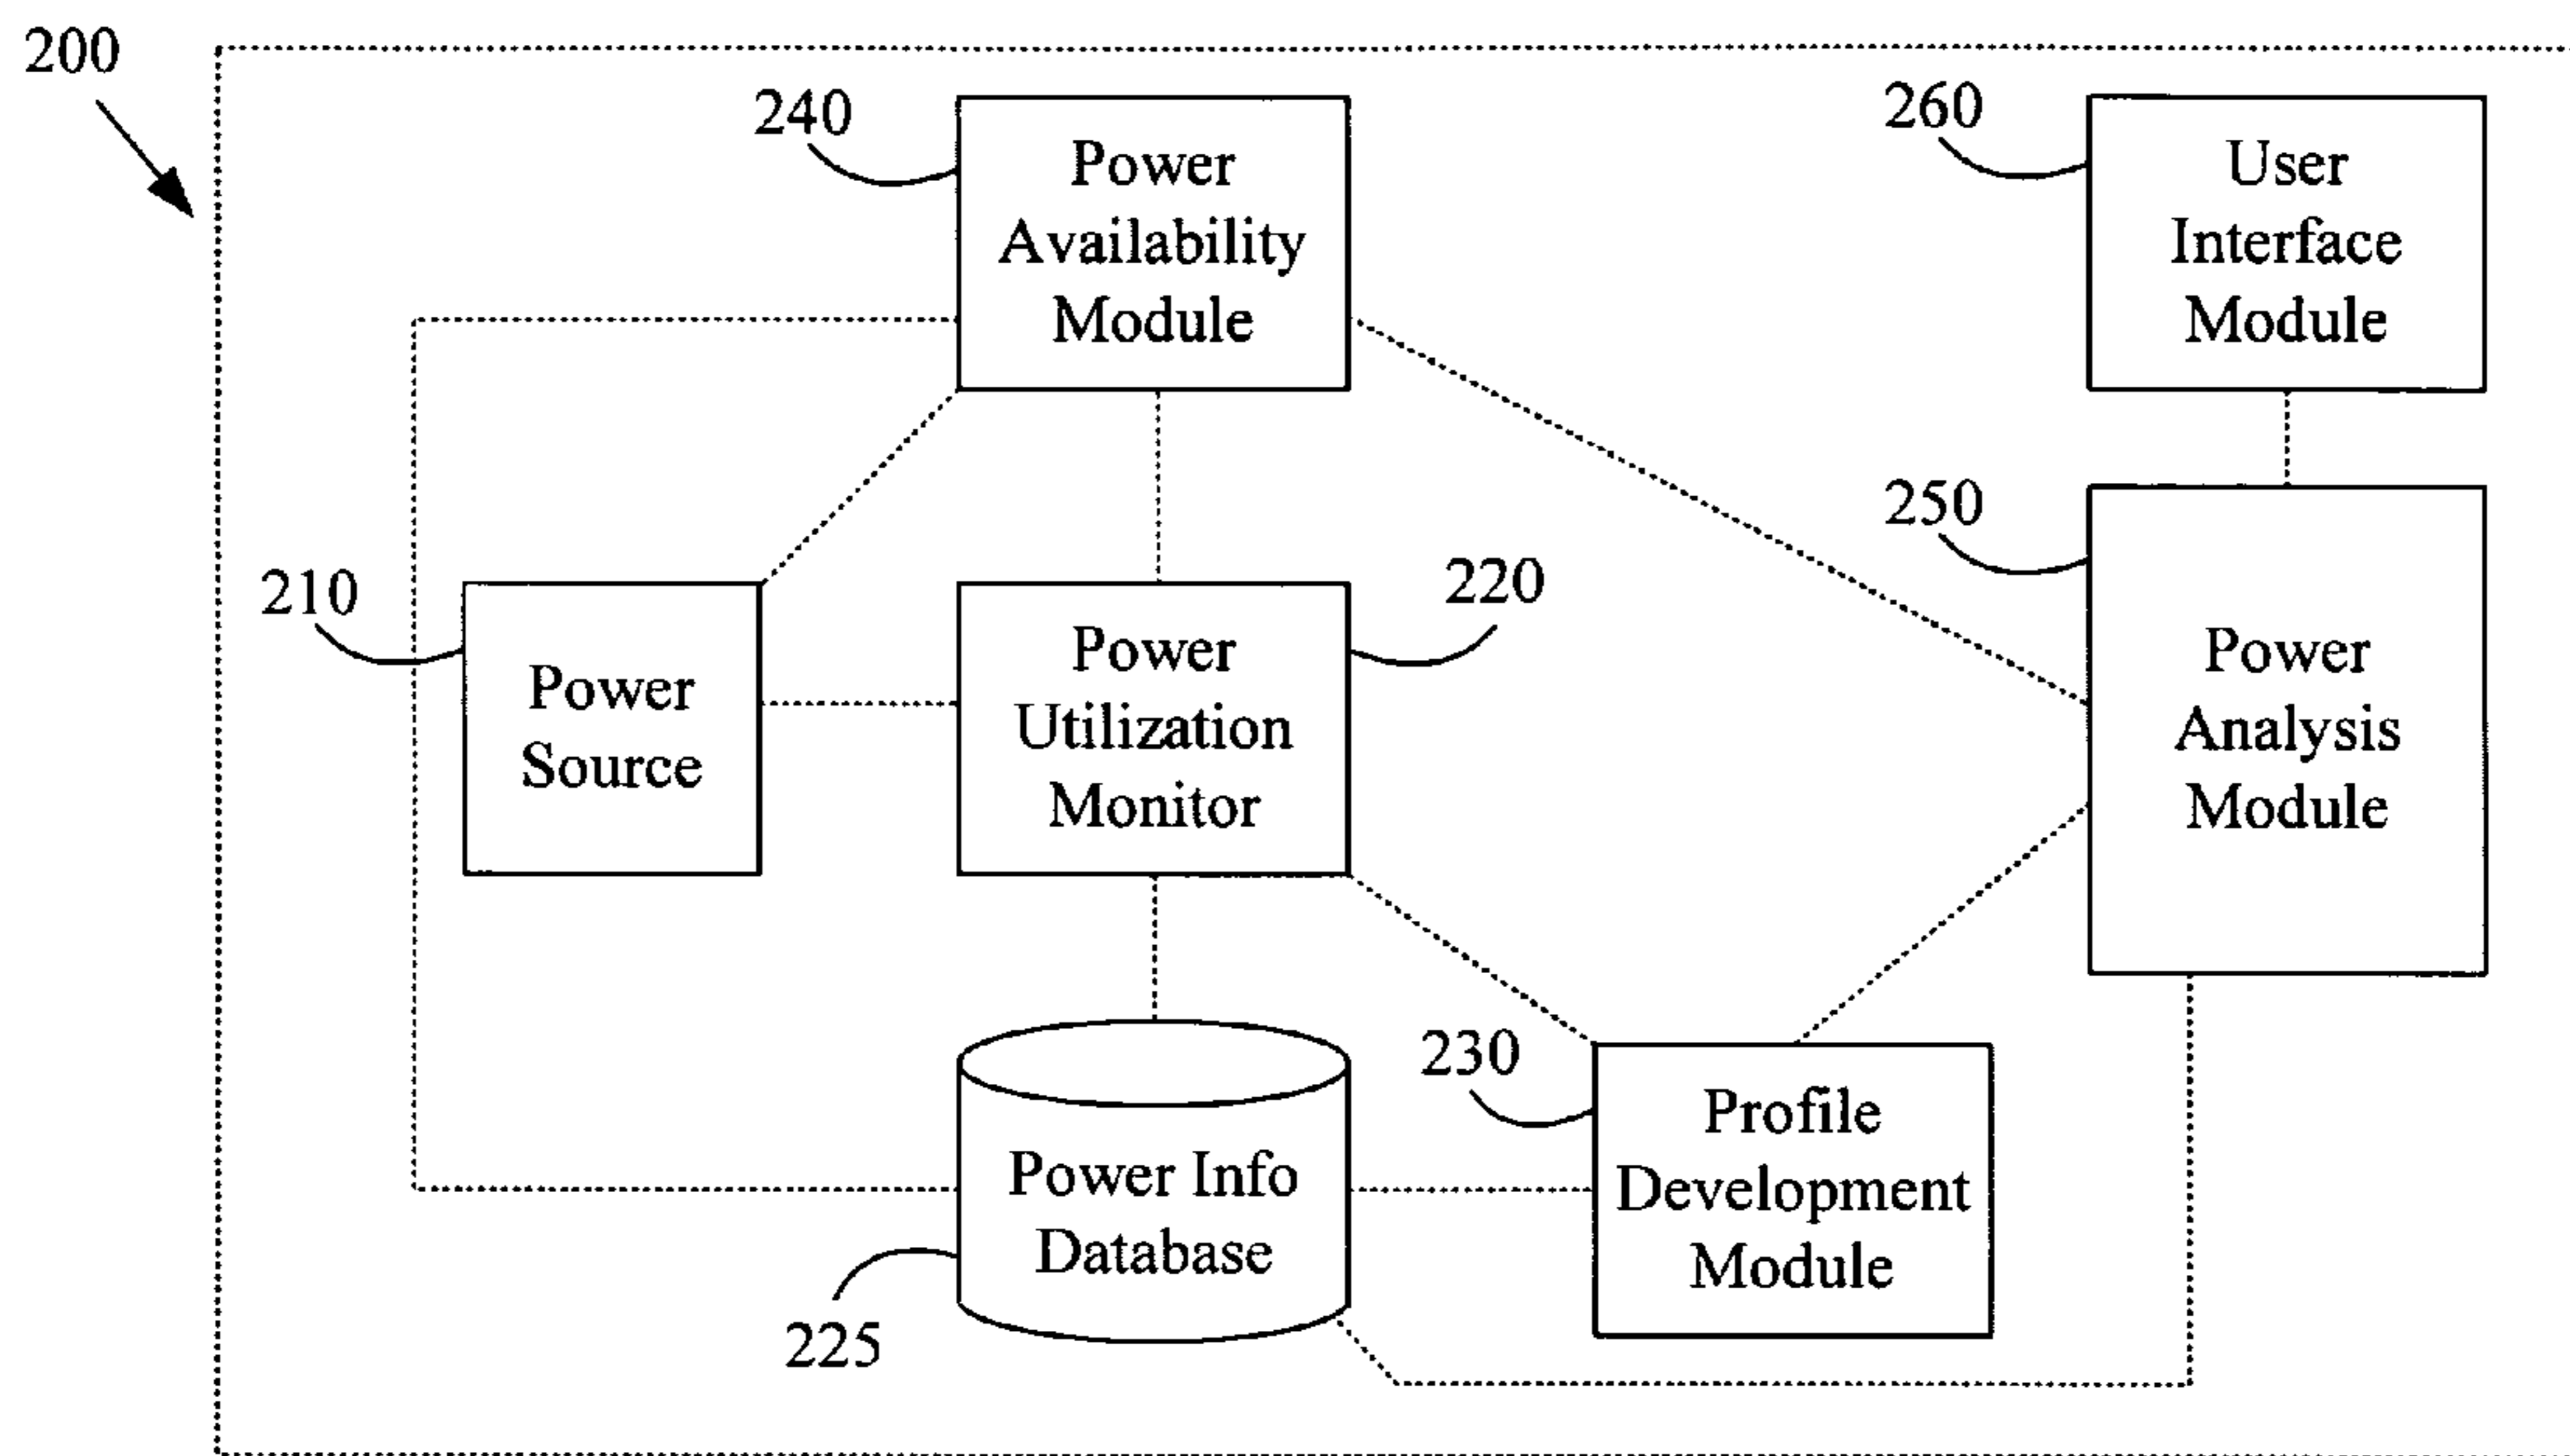 200
240
Power
Availability
Module
260
User
Interface
Module
250
Power
Analysis
Module
210
Power
Source
220
Power
Utilization
Monitor
230
Profile
Development
Module
Power Info
Database
225